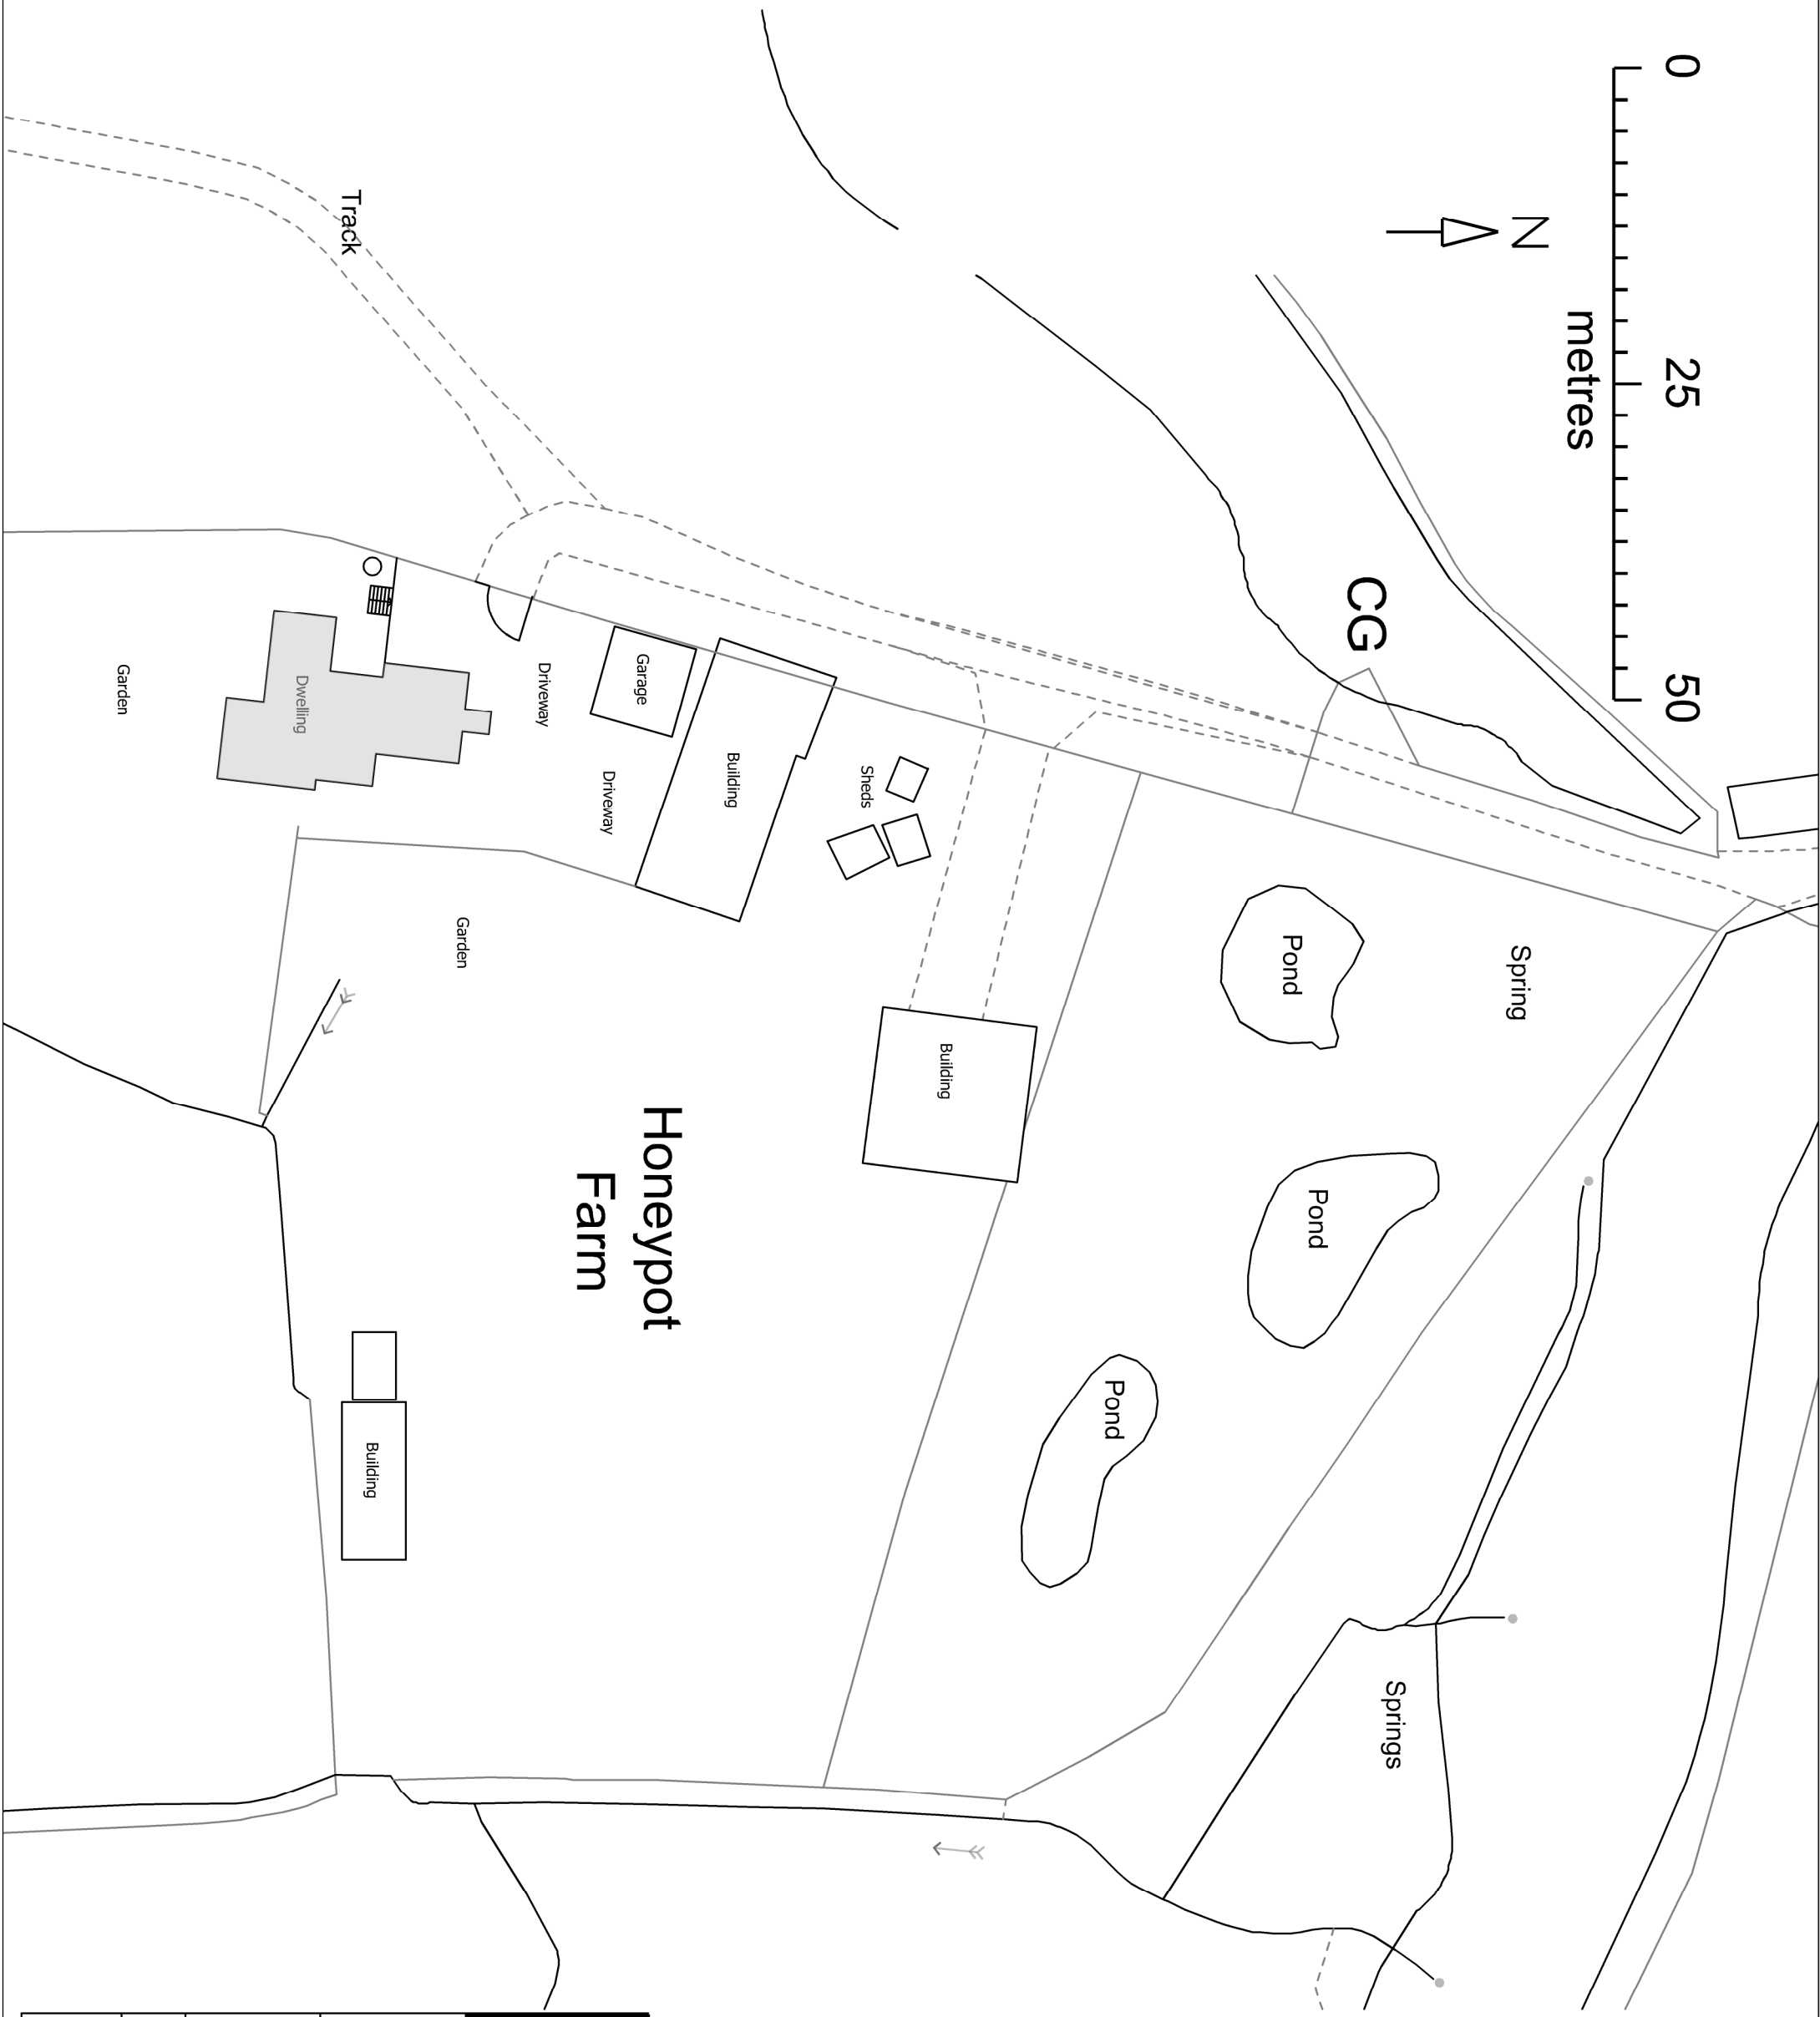 0
25
50
metres
N
CG
Spring
Pond
Pond
Pond
Springs
Track
Sheds
Building
Garage
Driveway
Driveway
Building
Dwelling
Garden
Garden
Honeypot
Farm
Building